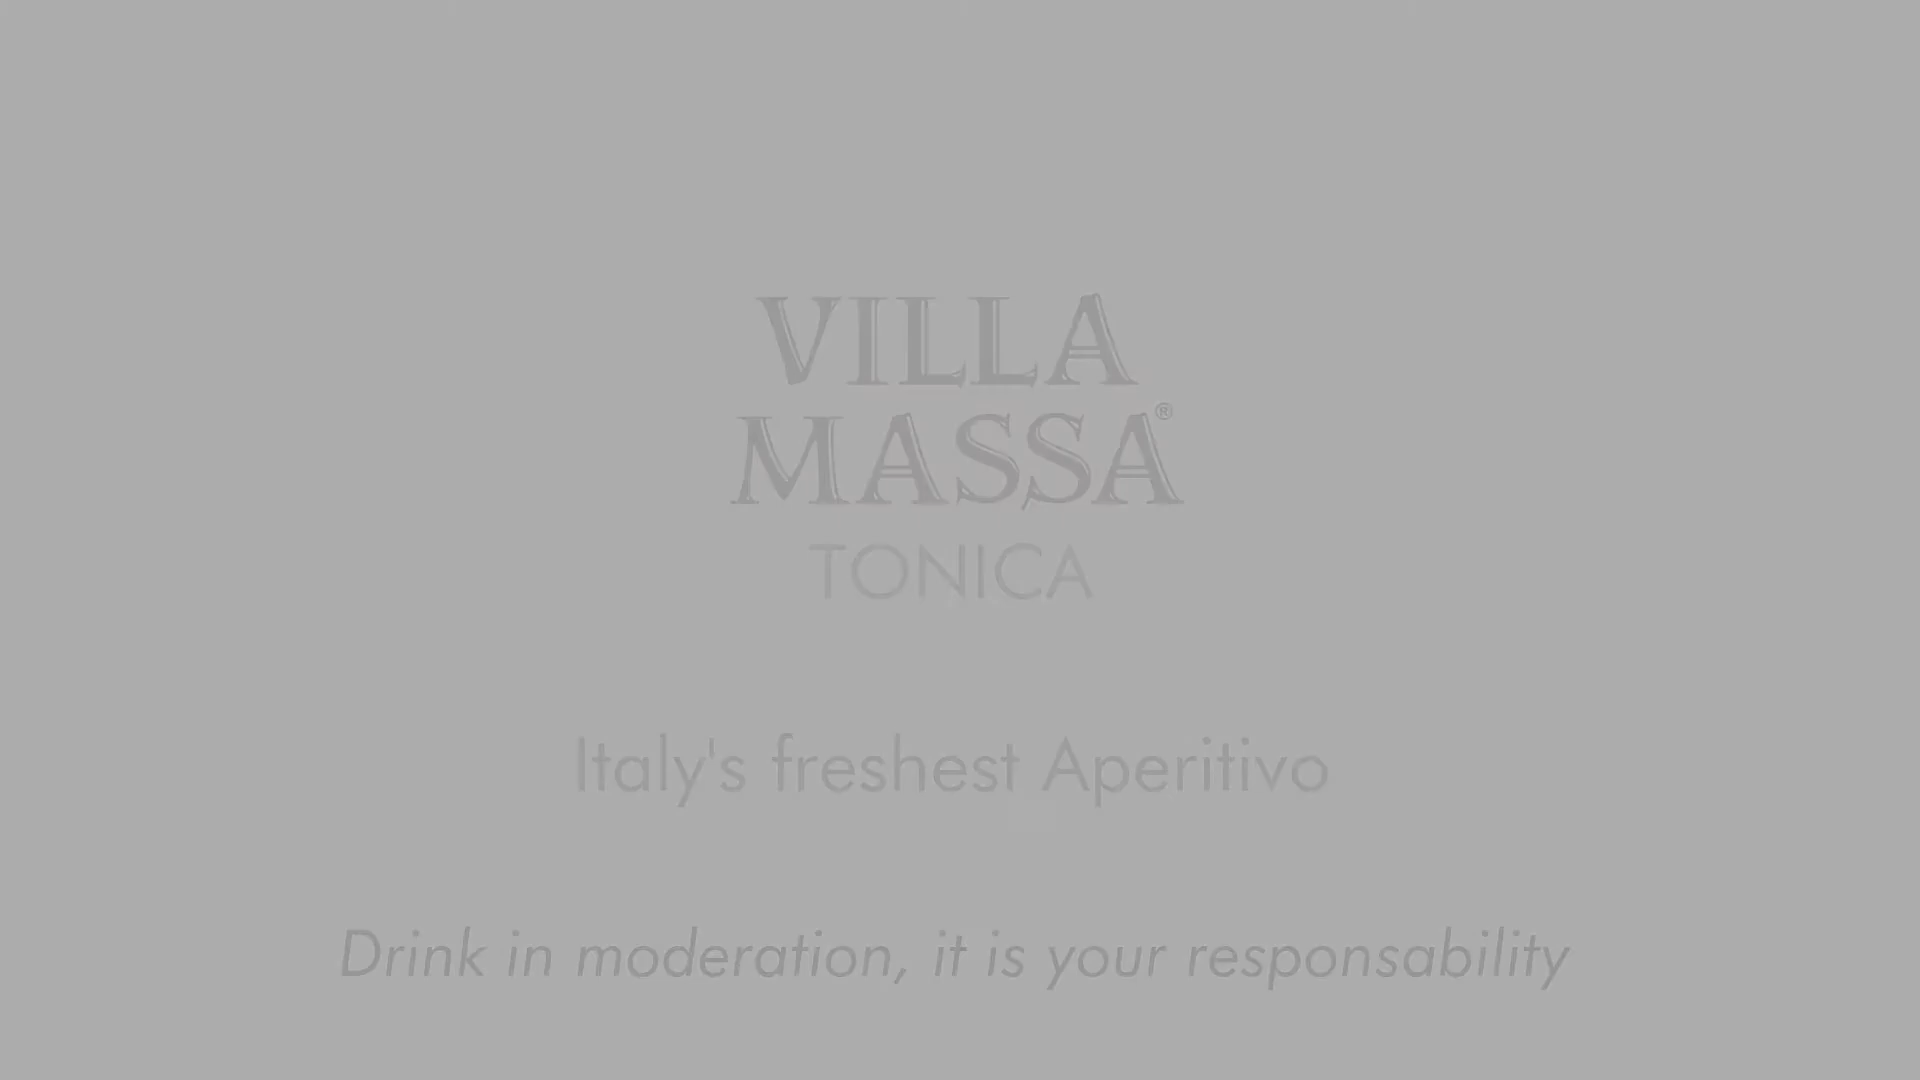 VILLA
MASSA®
TONICA
Italy's freshest Aperitivo
Drink in moderation, it is your responsability